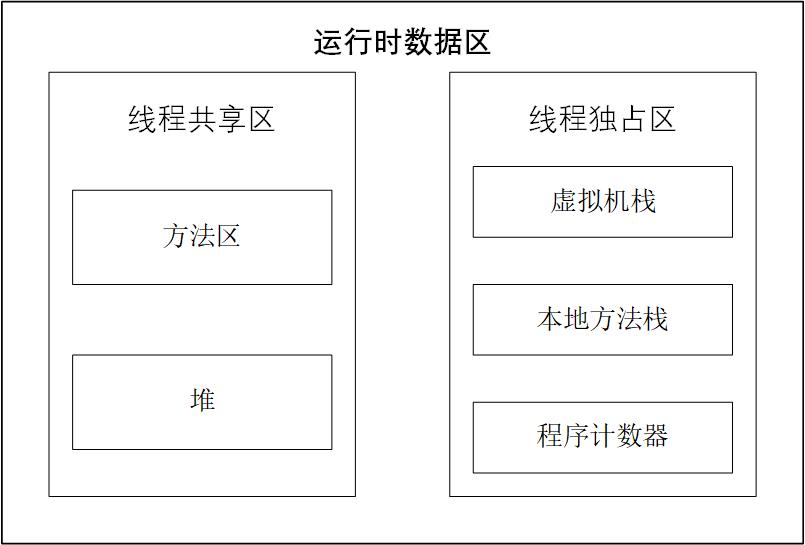 运行时数据区
线程共享区
方法区
堆
线程独占区
虚拟机栈
本地方法栈
程序计数器